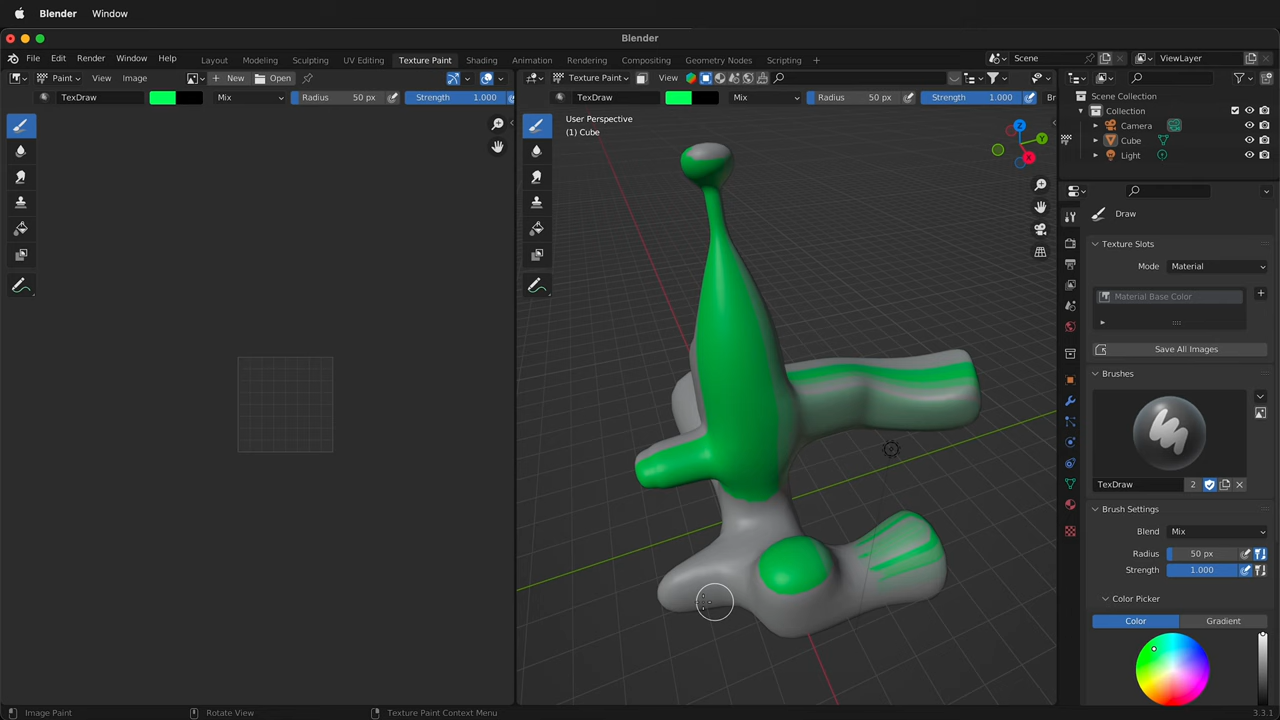 Blender Window
Blender
File Edit Render Window Help Layout Modeling Sculpting UV Editing Texture Paint Shading Animation Rendering Compositing Geometry Nodes Scripting + Scene ViewLayer
Paint View Image + New Open Texture Paint View
TexDraw Mix Radius 50 px Strength 1.000 TexDraw Mix Radius 50 px Strength 1.000 Br
Scene Collection
Collection
Camera
Cube
Light
User Perspective
(1) Cube
Z
Y
X
Draw
Texture Slots
Mode Material
Material Base Color
Save All Images
Brushes
TexDraw 2
Brush Settings
Blend Mix
Radius 50 px
Strength 1.000
Color Picker
Color Gradient
Image Paint Rotate View Texture Paint Context Menu 3.3.1